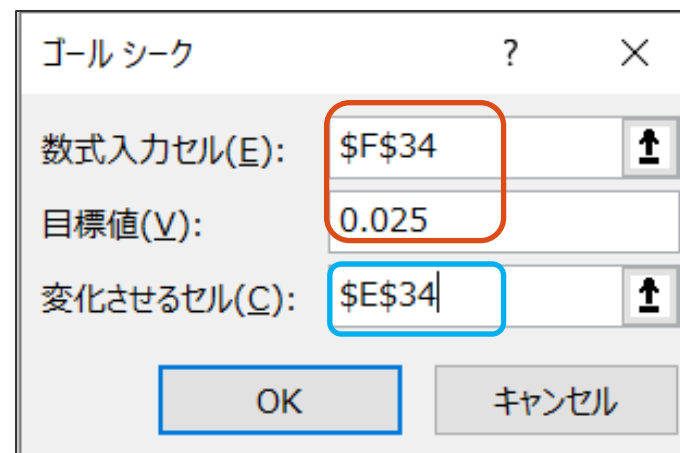 ゴール シーク ? ×
数式入力セル(E): $F$34
目標値(V): 0.025
変化させるセル(C): $E$34
OK キャンセル